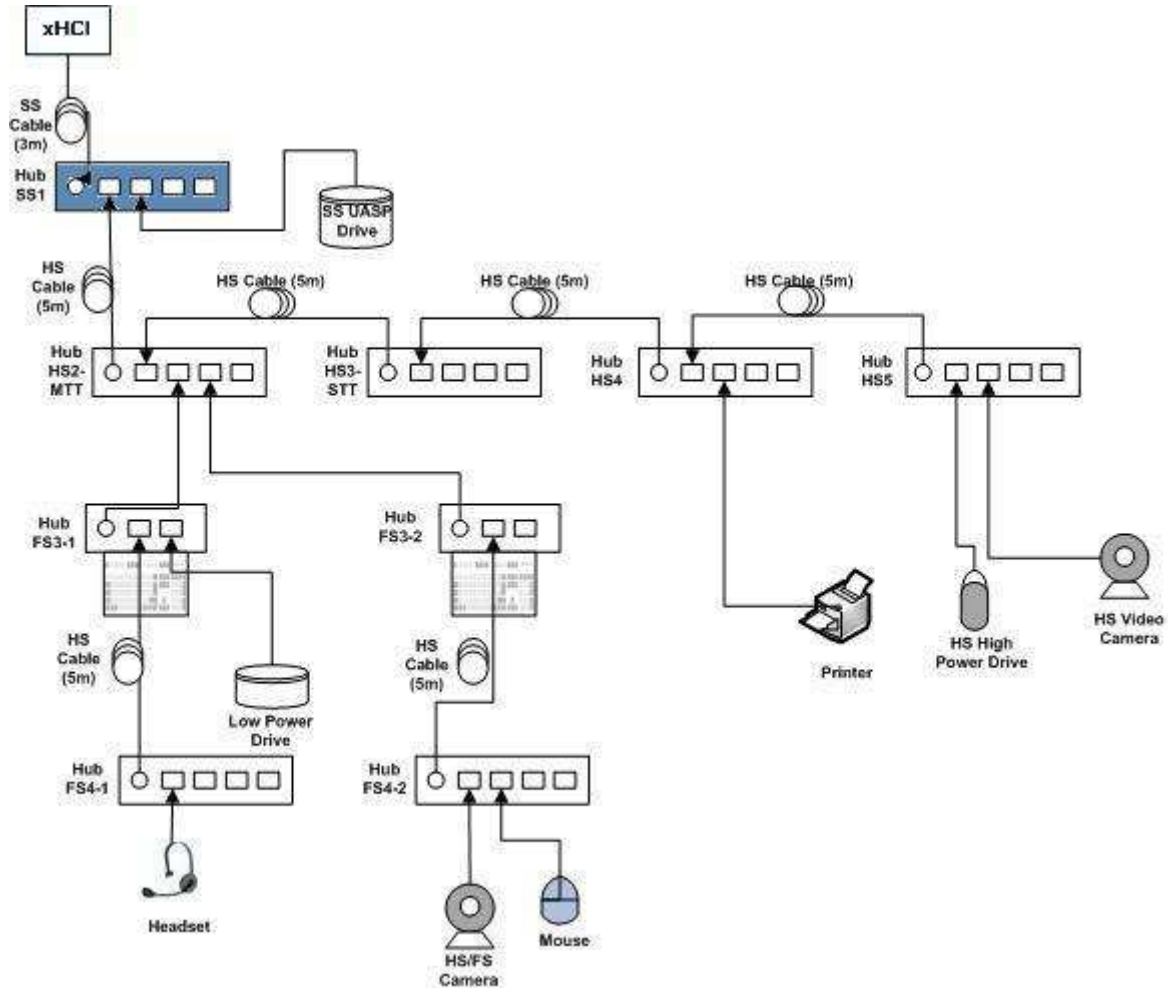 xHCI
SS
Cable
(3m)
Hub
SS1
SS UASP
Drive
HS
Cable
(5m)
HS Cable (5m)
HS Cable (5m)
HS Cable (5m)
Hub
HS2-
MTT
Hub
HS3-
STT
Hub
HS4
Hub
HS5
Hub
FS3-1
Hub
FS3-2
HS
Cable
(5m)
Low Power
Drive
HS
Cable
(5m)
Printer
HS High
Power Drive
HS Video
Camera
Hub
FS4-1
Hub
FS4-2
Headset
HS/FS
Camera
Mouse